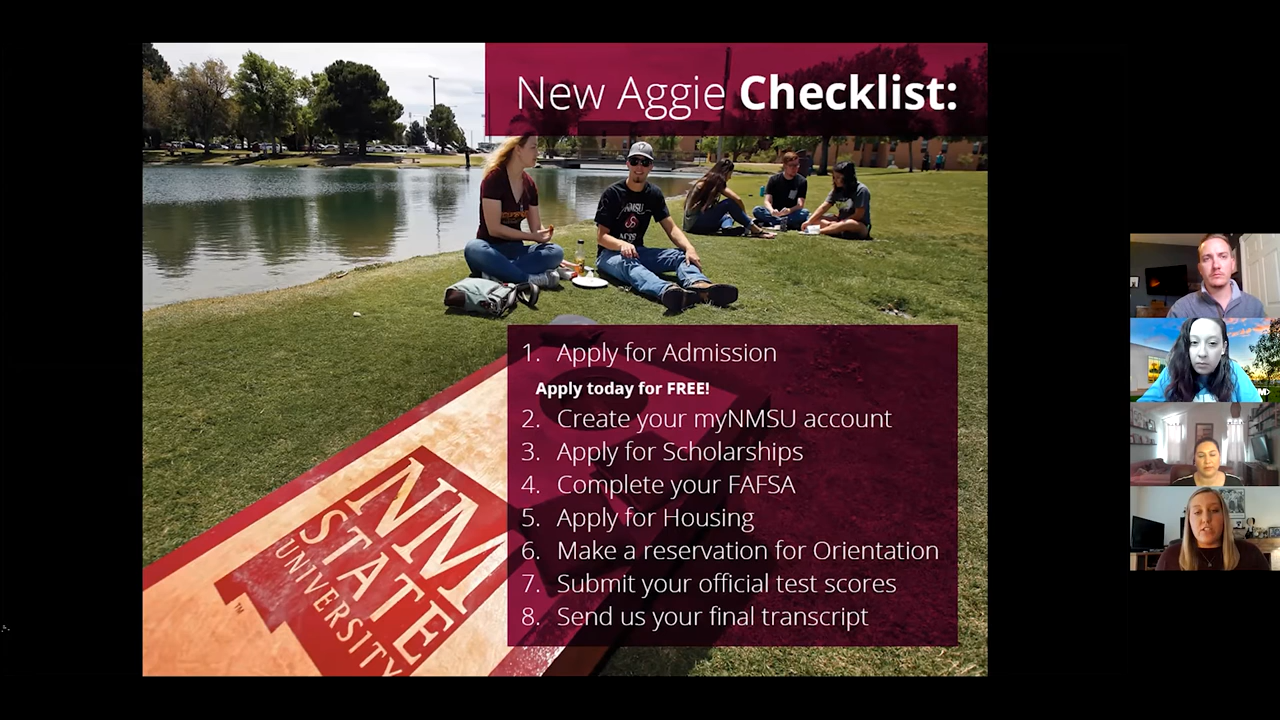 New Aggie Checklist:
1. Apply for Admission
Apply today for FREE!
2. Create your myNMSU account
3. Apply for Scholarships
4. Complete your FAFSA
5. Apply for Housing
6. Make a reservation for Orientation
7. Submit your official test scores
8. Send us your final transcript
NM
STATE
UNIVERSITY
TM
NMSU